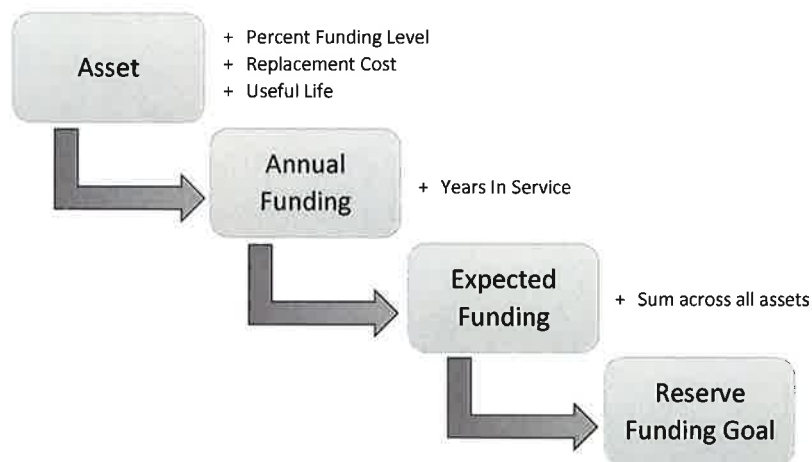 Asset
+ Percent Funding Level
+ Replacement Cost
+ Useful Life
Annual
Funding
+ Years In Service
Expected
Funding
+ Sum across all assets
Reserve
Funding Goal